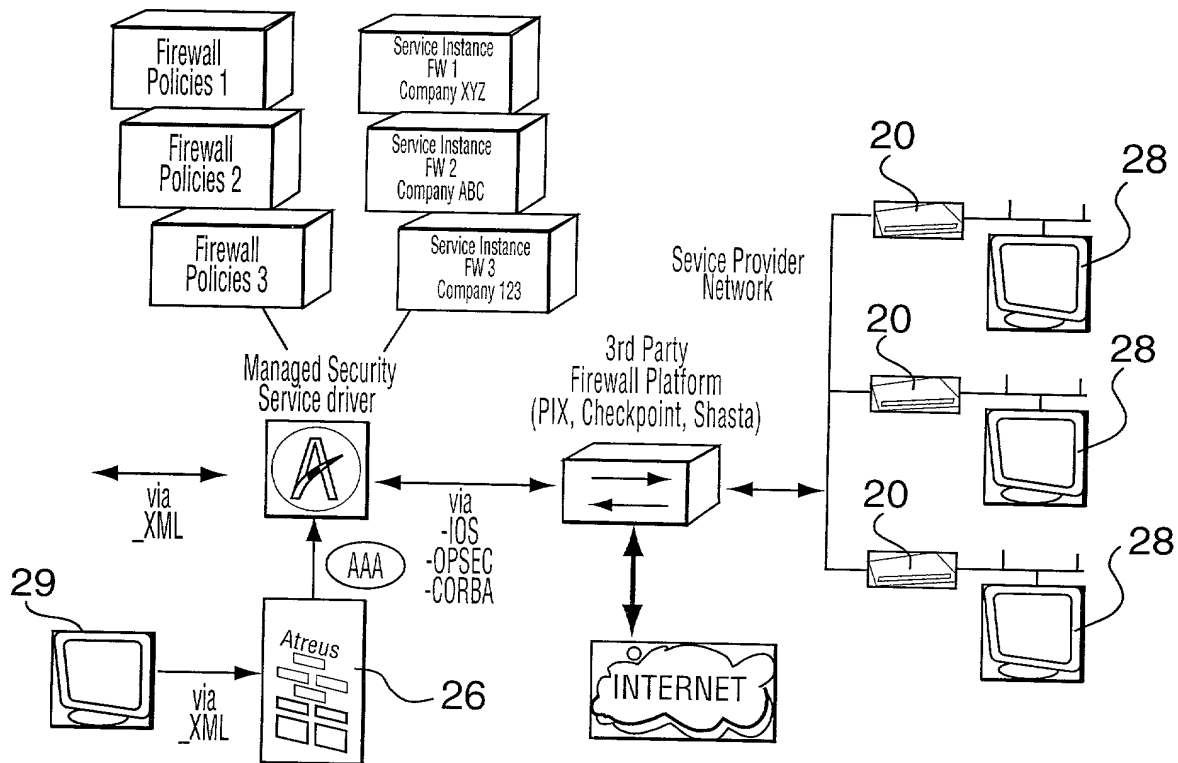 Firewall
Policies 1
Firewall
Policies 2
Firewall
Policies 3
Service Instance
FW 1
Company XYZ
Service Instance
FW 2
Company ABC
Service Instance
FW 3
Company 123
Managed Security
Service driver
A
via
_XML
via
-IOS
-OPSEC
-CORBA
AAA
3rd Party
Firewall Platform
(PIX, Checkpoint, Shasta)
Sevice Provider
Network
20
28
20
28
20
28
29
via
_XML
Atreus
26
INTERNET